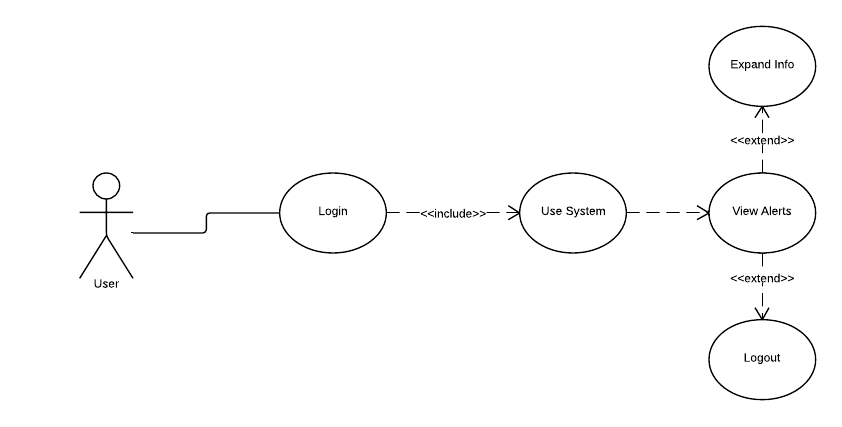 Expand Info
<<extend>>
Login
<<include>>
Use System
View Alerts
<<extend>>
User
Logout